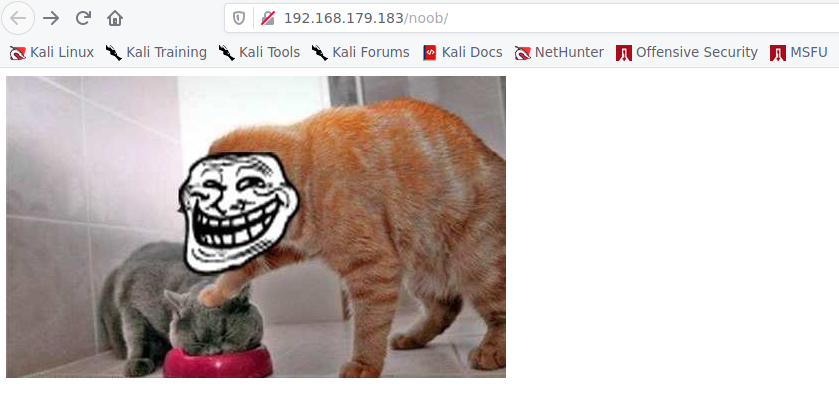 192.168.179.183/noob/
Kali Linux Kali Training Kali Tools Kali Forums Kali Docs NetHunter Offensive Security MSFU